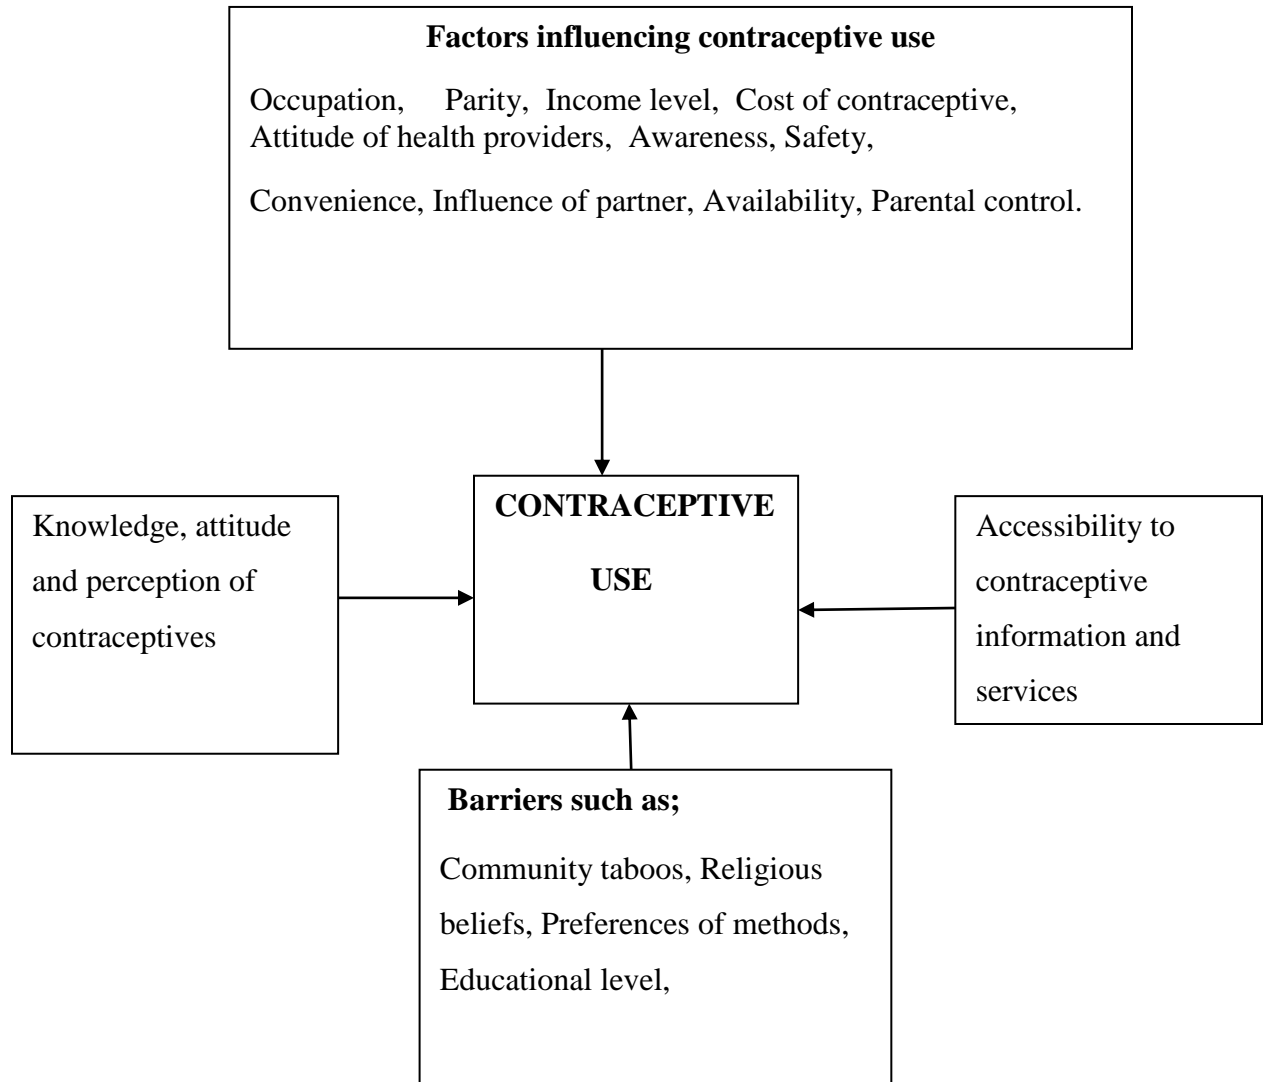 Factors influencing contraceptive use
Occupation, Parity, Income level, Cost of contraceptive,
Attitude of health providers, Awareness, Safety,
Convenience, Influence of partner, Availability, Parental control.
CONTRACEPTIVE
USE
Knowledge, attitude
and perception of
contraceptives
Accessibility to
contraceptive
information and
services
Barriers such as;
Community taboos, Religious
beliefs, Preferences of methods,
Educational level,